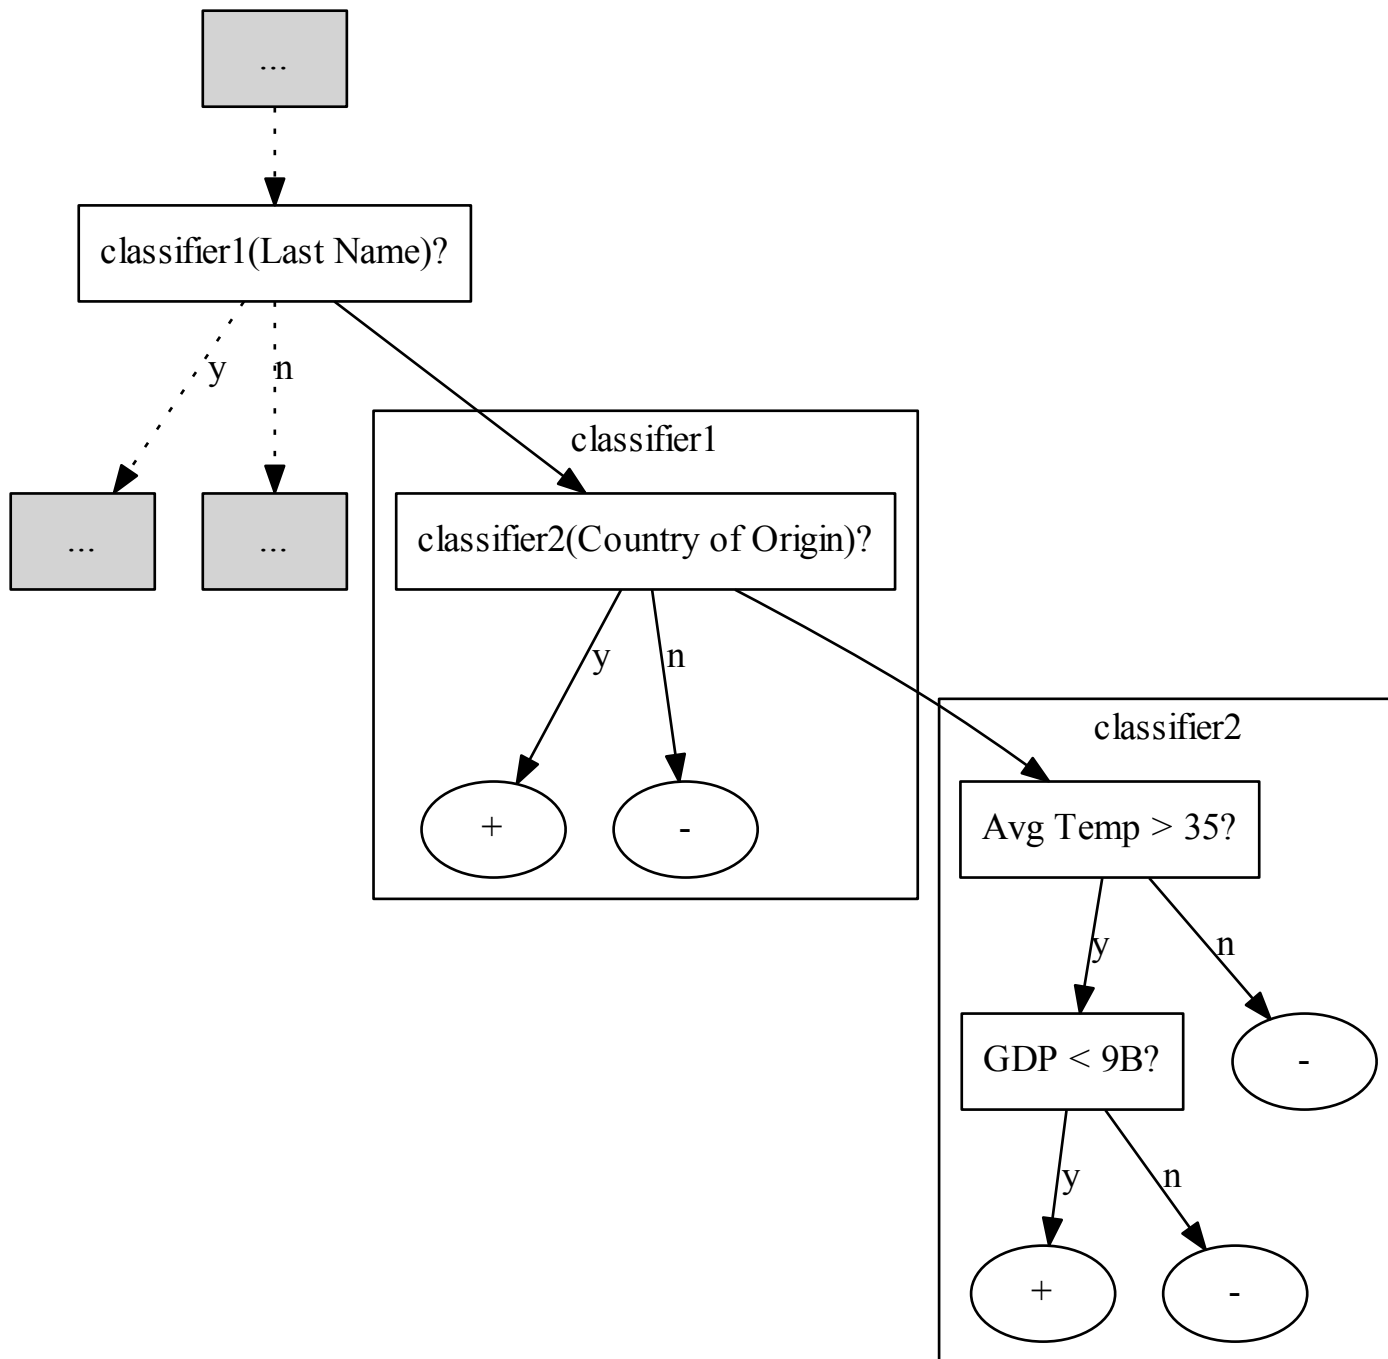 ...
classifier1(Last Name)?
y
n
classifier1
...
...
classifier2(Country of Origin)?
y
n
classifier2
+
-
Avg Temp > 35?
y
n
GDP < 9B?
-
y
n
+
-